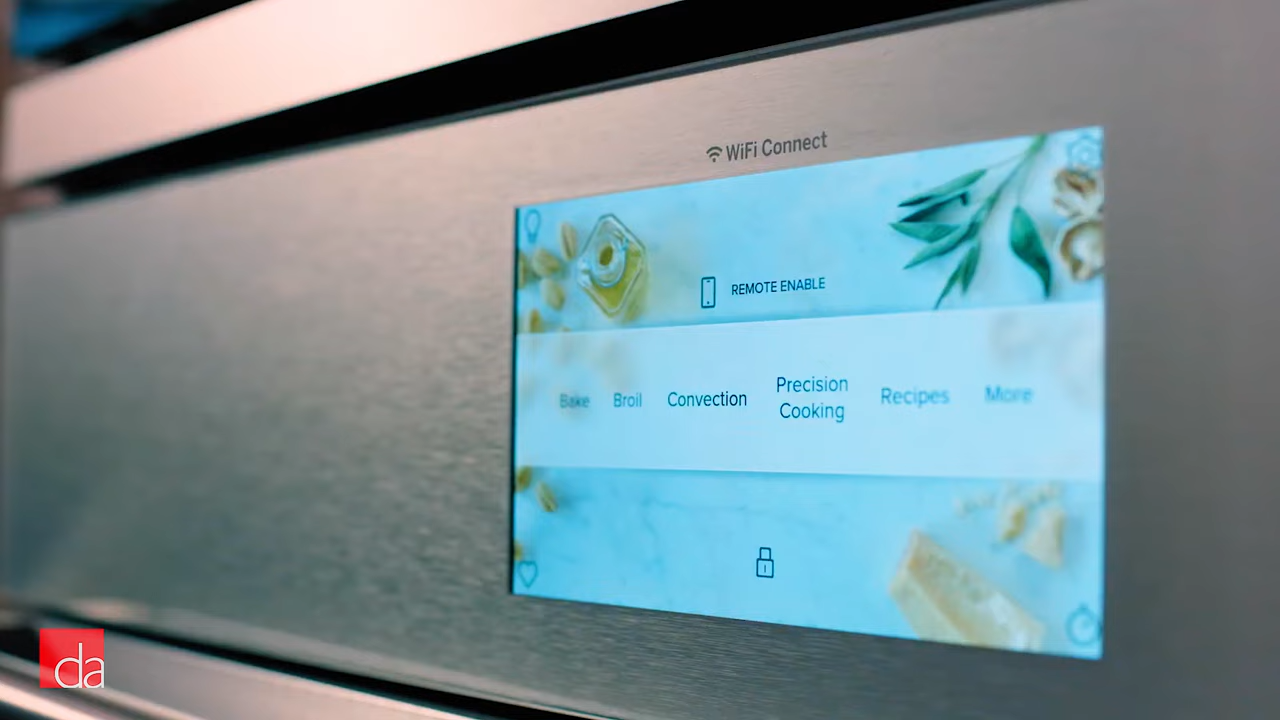 WiFi Connect
REMOTE ENABLE
Bake Broil Convection Precision Cooking Recipes More
da